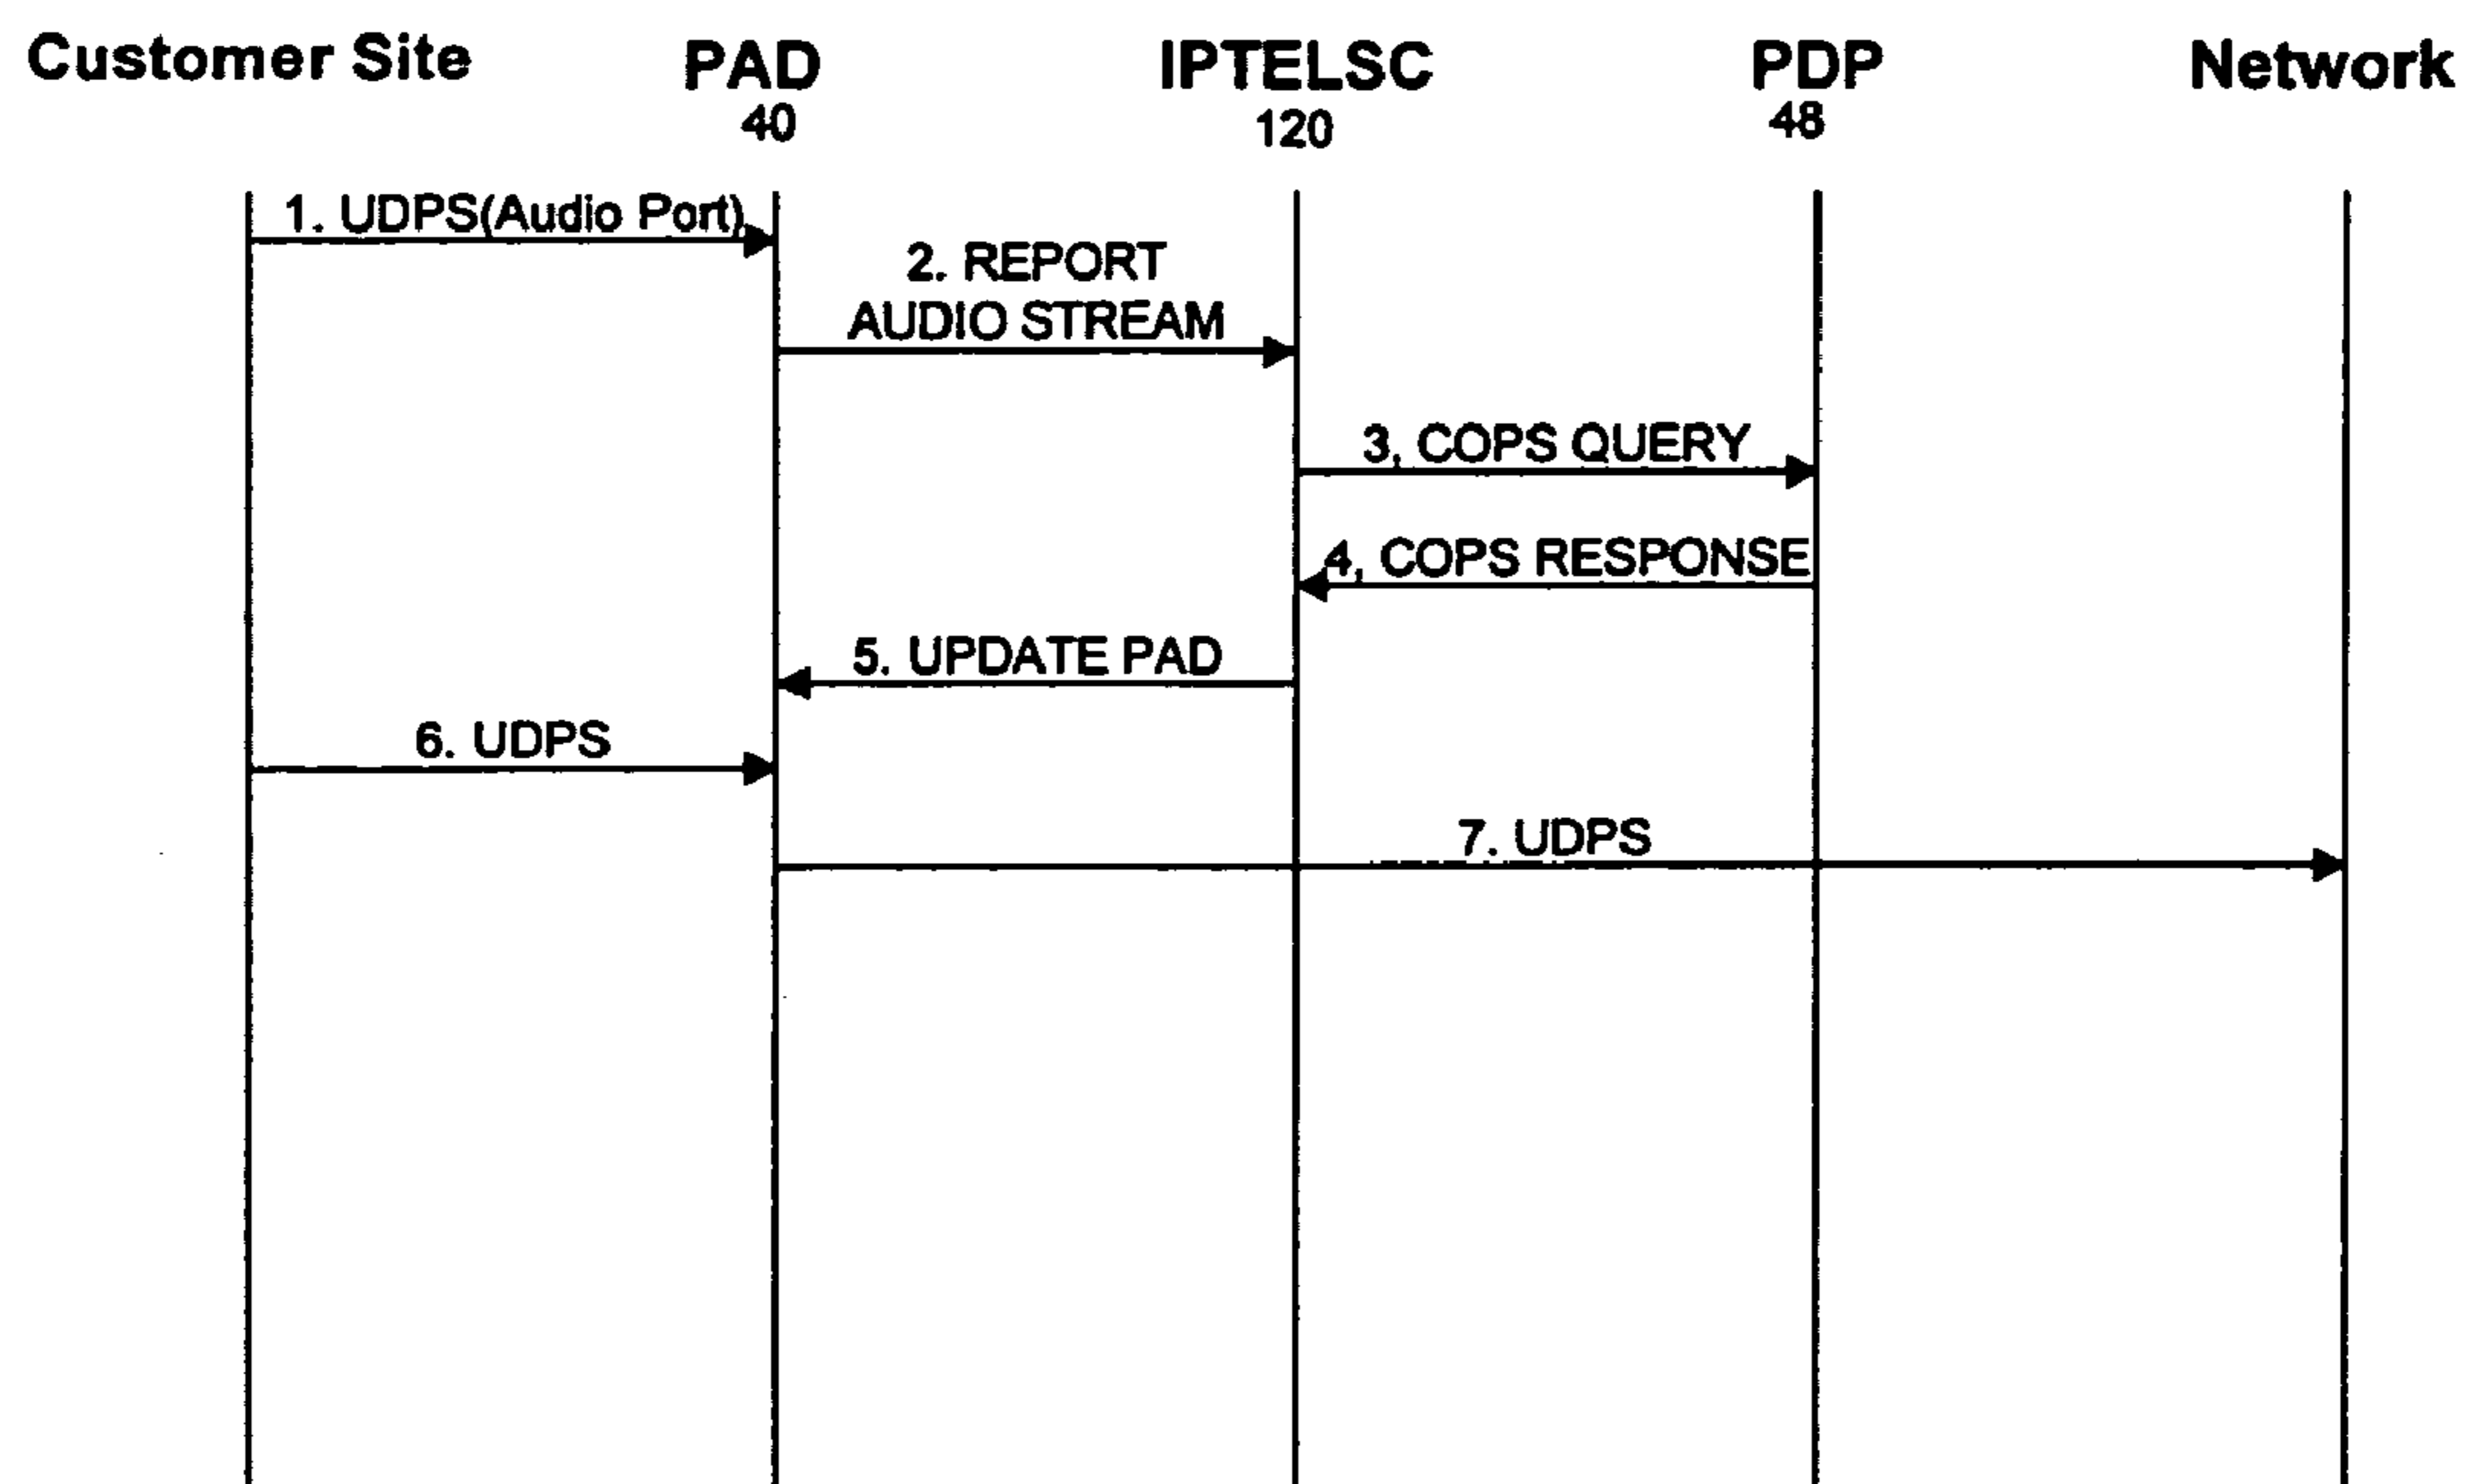 Customer Site
PAD
40
IPTELSC
120
PDP
48
Network
1. UDPS(Audio Port)
2. REPORT
AUDIO STREAM
3, COPS QUERY
4, COPS RESPONSE
5. UPDATE PAD
6. UDPS
7. UDPS